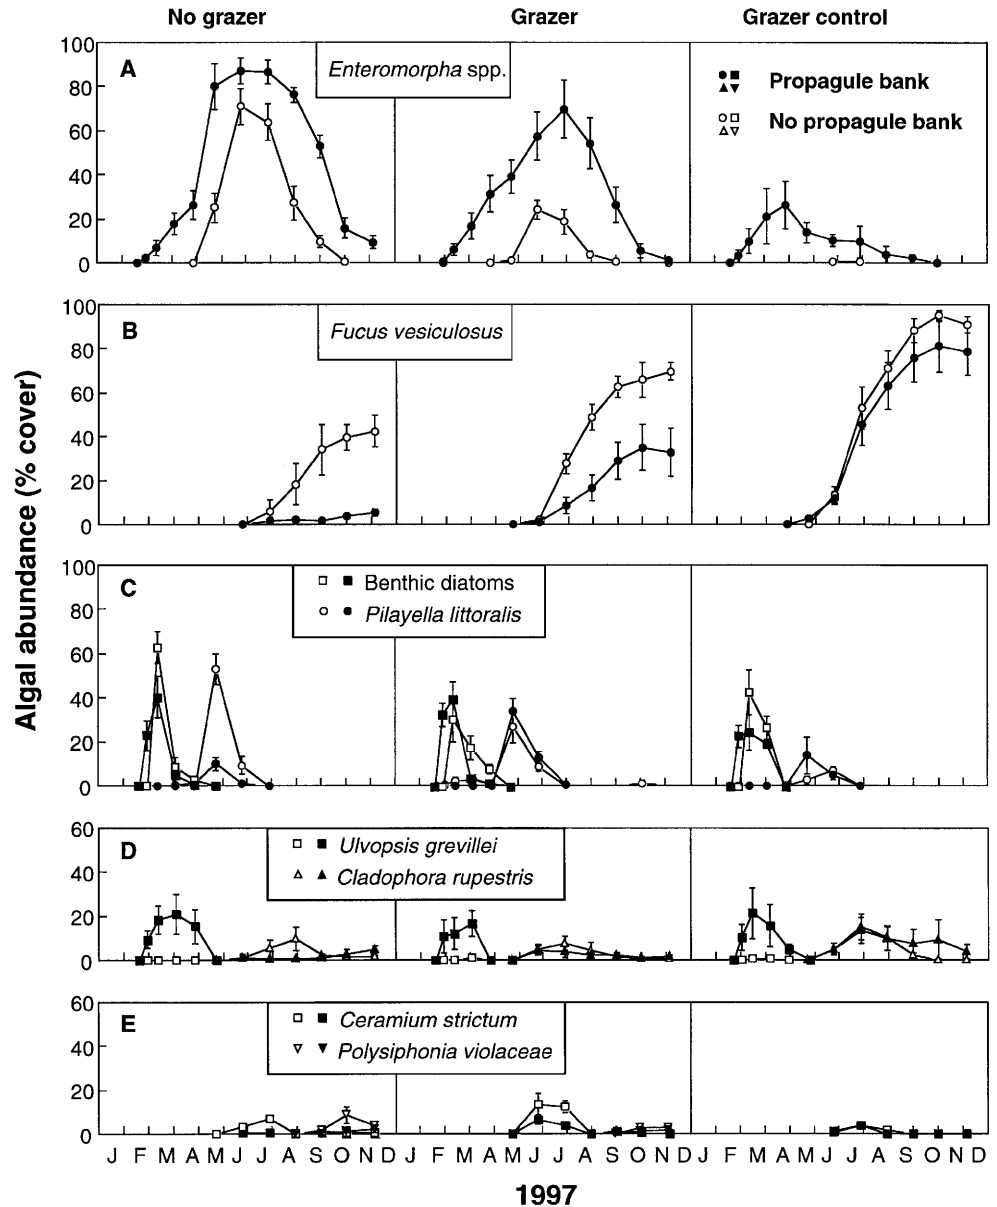 No grazer Grazer Grazer control
A
Enteromorpha spp.
Propagule bank
No propagule bank
100
80
60
40
20
0
B
Fucus vesiculosus
100
80
60
40
20
0
C
Benthic diatoms
Pilayella littoralis
100
80
60
40
20
0
D
Ulvopsis grevillei
Cladophora rupestris
60
40
20
0
E
Ceramium strictum
Polysiphonia violaceae
60
40
20
0
Algal abundance (% cover)
J F M A M J J A S O N D J F M A M J J A S O N D J F M A M J J A S O N D
1997